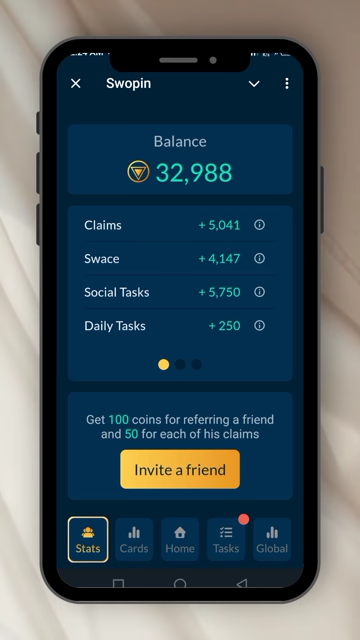 Swopin
Balance
32,988
Claims + 5,041
Swace + 4,147
Social Tasks + 5,750
Daily Tasks + 250
Get 100 coins for referring a friend
and 50 for each of his claims
Invite a friend
Stats Cards Home Tasks Global